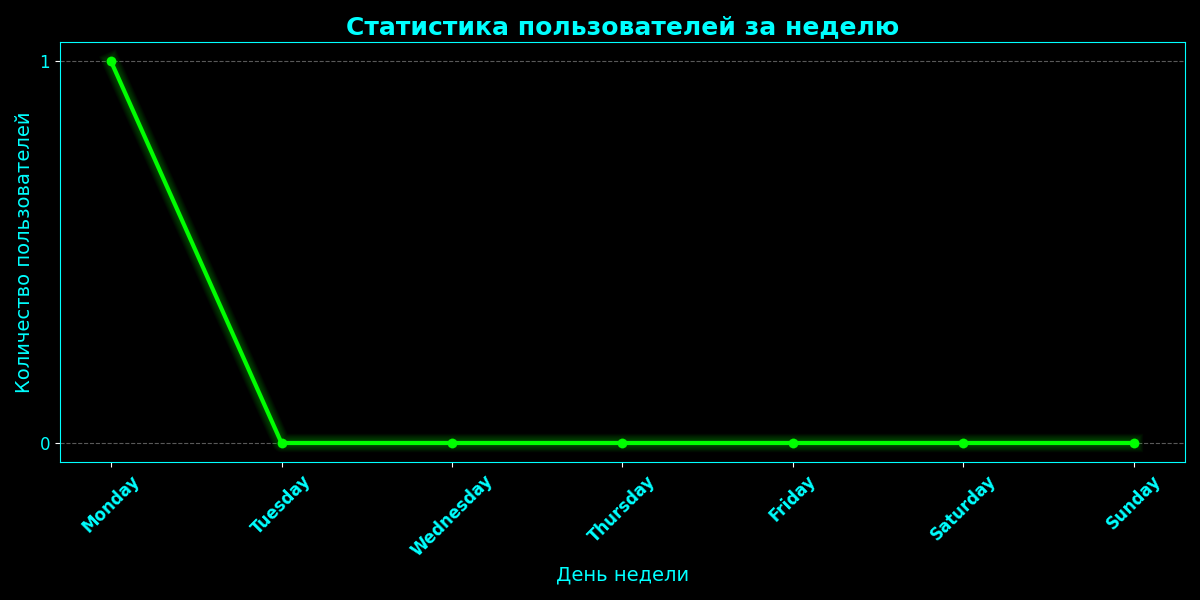 Статистика пользователей за неделю
Количество пользователей
1
0
Monday
Tuesday
Wednesday
Thursday
Friday
Saturday
Sunday
День недели